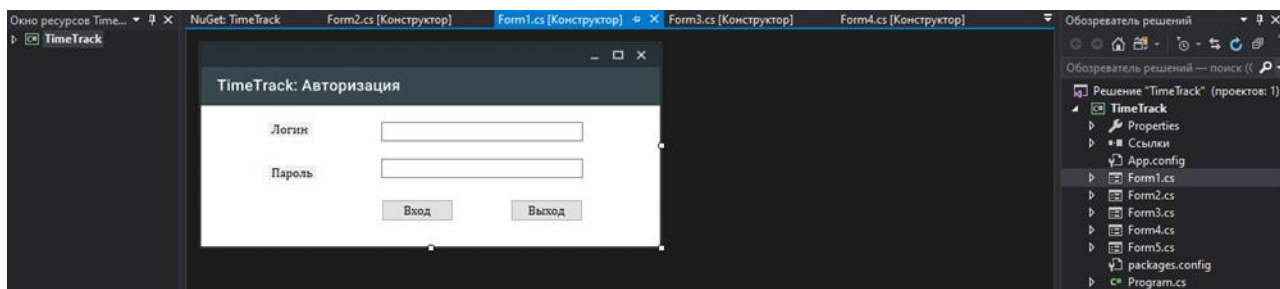 Окно ресурсов Time...
TimeTrack
NuGet: TimeTrack
Form2.cs [Конструктор]
Form1.cs [Конструктор]
Form3.cs [Конструктор]
Form4.cs [Конструктор]
TimeTrack: Авторизация
Логин
Пароль
Вход
Выход
Обозреватель решений
Обозреватель решений — поиск (
Решение "TimeTrack" (проектов: 1)
C# TimeTrack
Properties
Ссылки
App.config
Form1.cs
Form2.cs
Form3.cs
Form4.cs
Form5.cs
packages.config
C# Program.cs